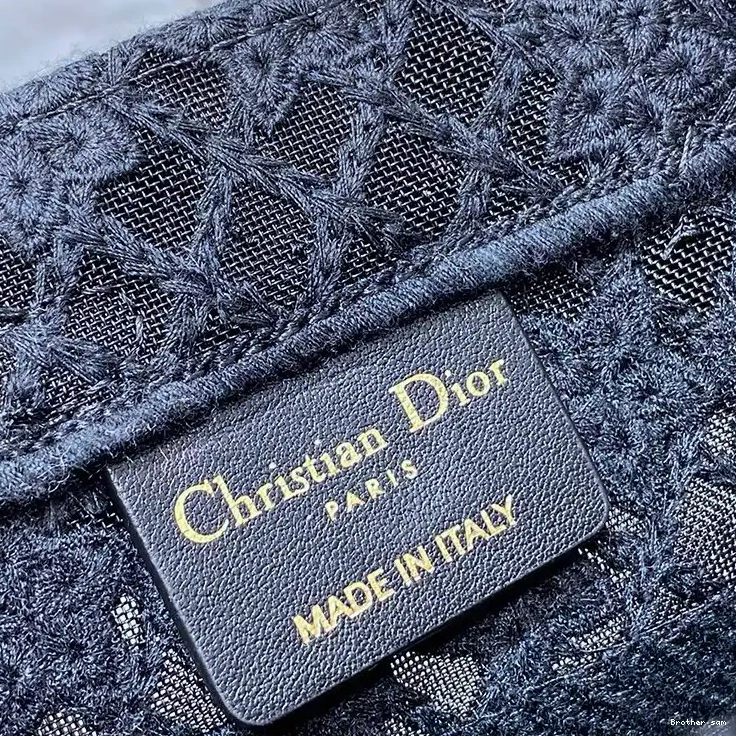 Christian Dior
PARIS
MADE IN ITALY
Brother-sam